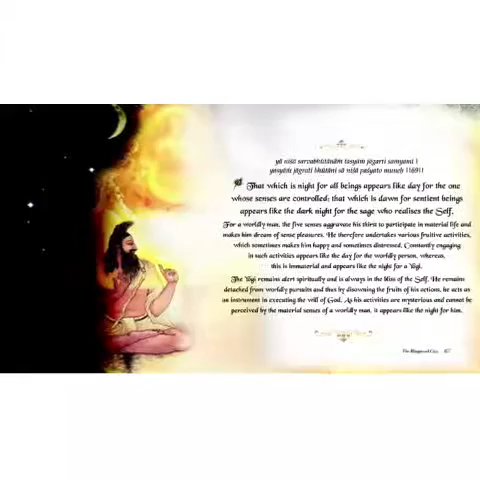 yā niśā sarvabhūtānāṁ tasyāṁ jāgarti saṁyamī |
yasyāṁ jāgrati bhūtāni sā niśā paśyato muneḥ ||69||
That which is night for all beings appears like day for the one
whose senses are controlled; that which is dawn for sentient beings
appears like the dark night for the sage who realises the Self.
For a worldly man, the five senses aggravate his thirst to participate in material life and
makes him dream of sense pleasures. He therefore undertakes various fruitive activities,
which sometimes makes him happy and sometimes distressed. Constantly engaging
in such activities appears like the day for the worldly person, whereas,
this is immaterial and appears like the night for a Yogi.
The Yogi remains alert spiritually and is always in the bliss of the Self. He remains
detached from worldly pursuits and thus by disowning the fruits of his actions, he acts as
an instrument in executing the will of God. As his activities are mysterious and cannot be
perceived by the material senses of a worldly man, it appears like the night for him.
The Bhagavad Gita